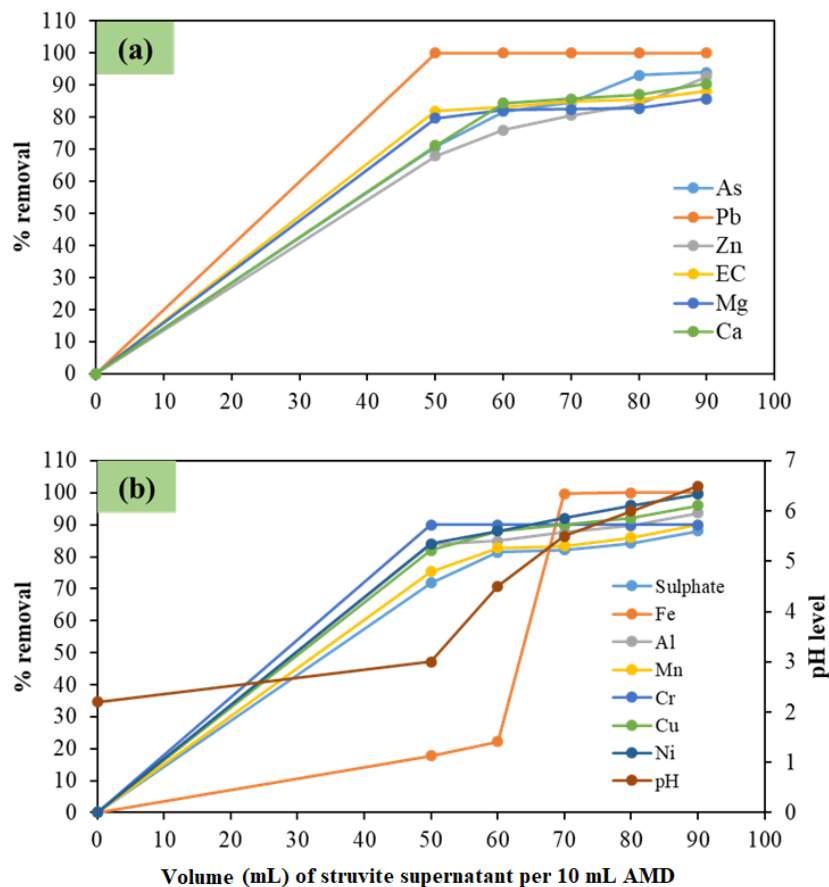 (a)
110
100
90
80
70
60
50
40
30
20
10
0
% removal
As
Pb
Zn
EC
Mg
Ca
0 10 20 30 40 50 60 70 80 90 100
(b)
110
100
90
80
70
60
50
40
30
20
10
0
% removal
Sulphate
Fe
Al
Mn
Cr
Cu
Ni
pH
7
6
5
4
3
2
1
0
pH level
0 10 20 30 40 50 60 70 80 90 100
Volume (mL) of struvite supernatant per 10 mL AMD